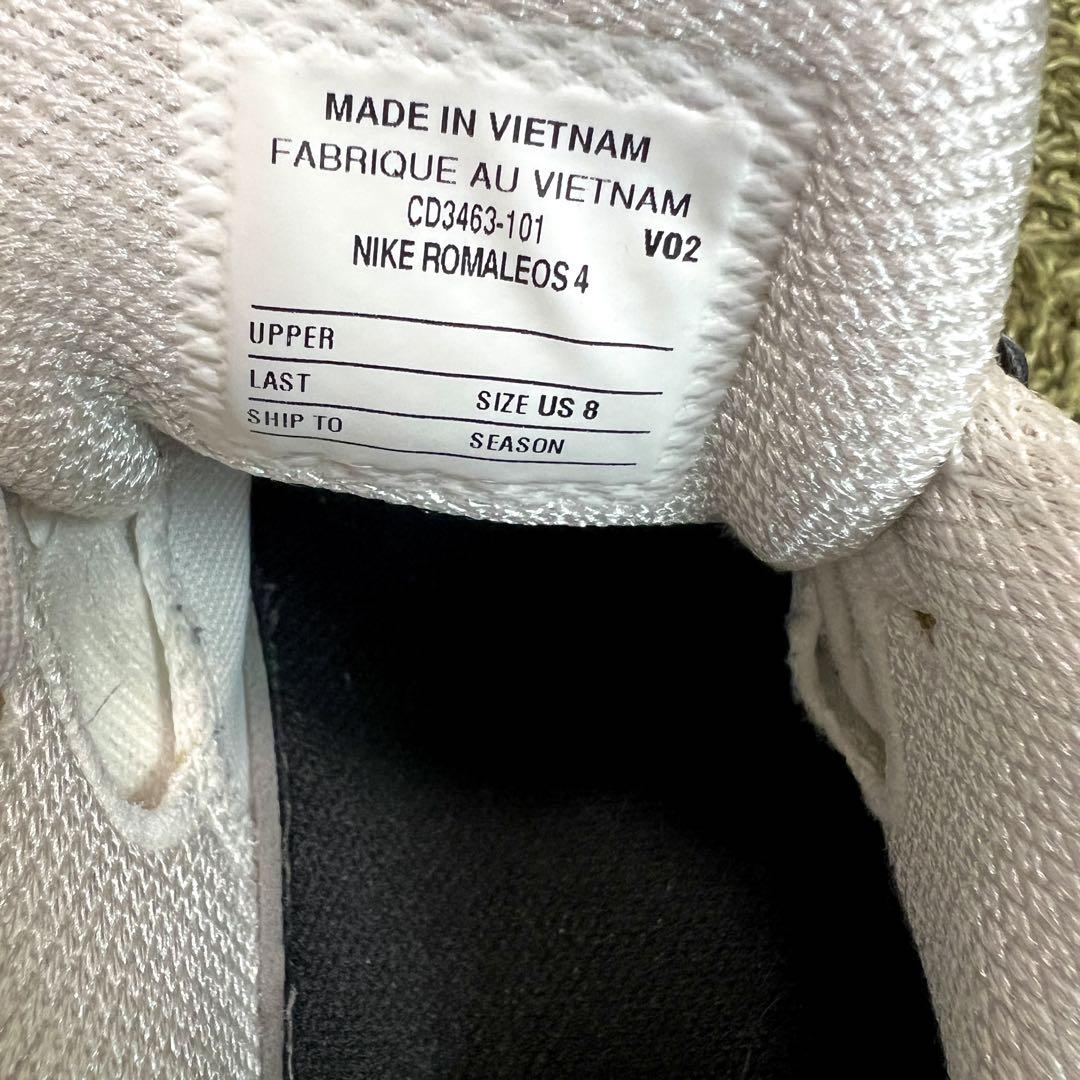 MADE IN VIETNAM
FABRIQUE AU VIETNAM
CD3463-101 V02
NIKE ROMALEOS 4
UPPER
LAST SIZE US 8
SHIP TO SEASON